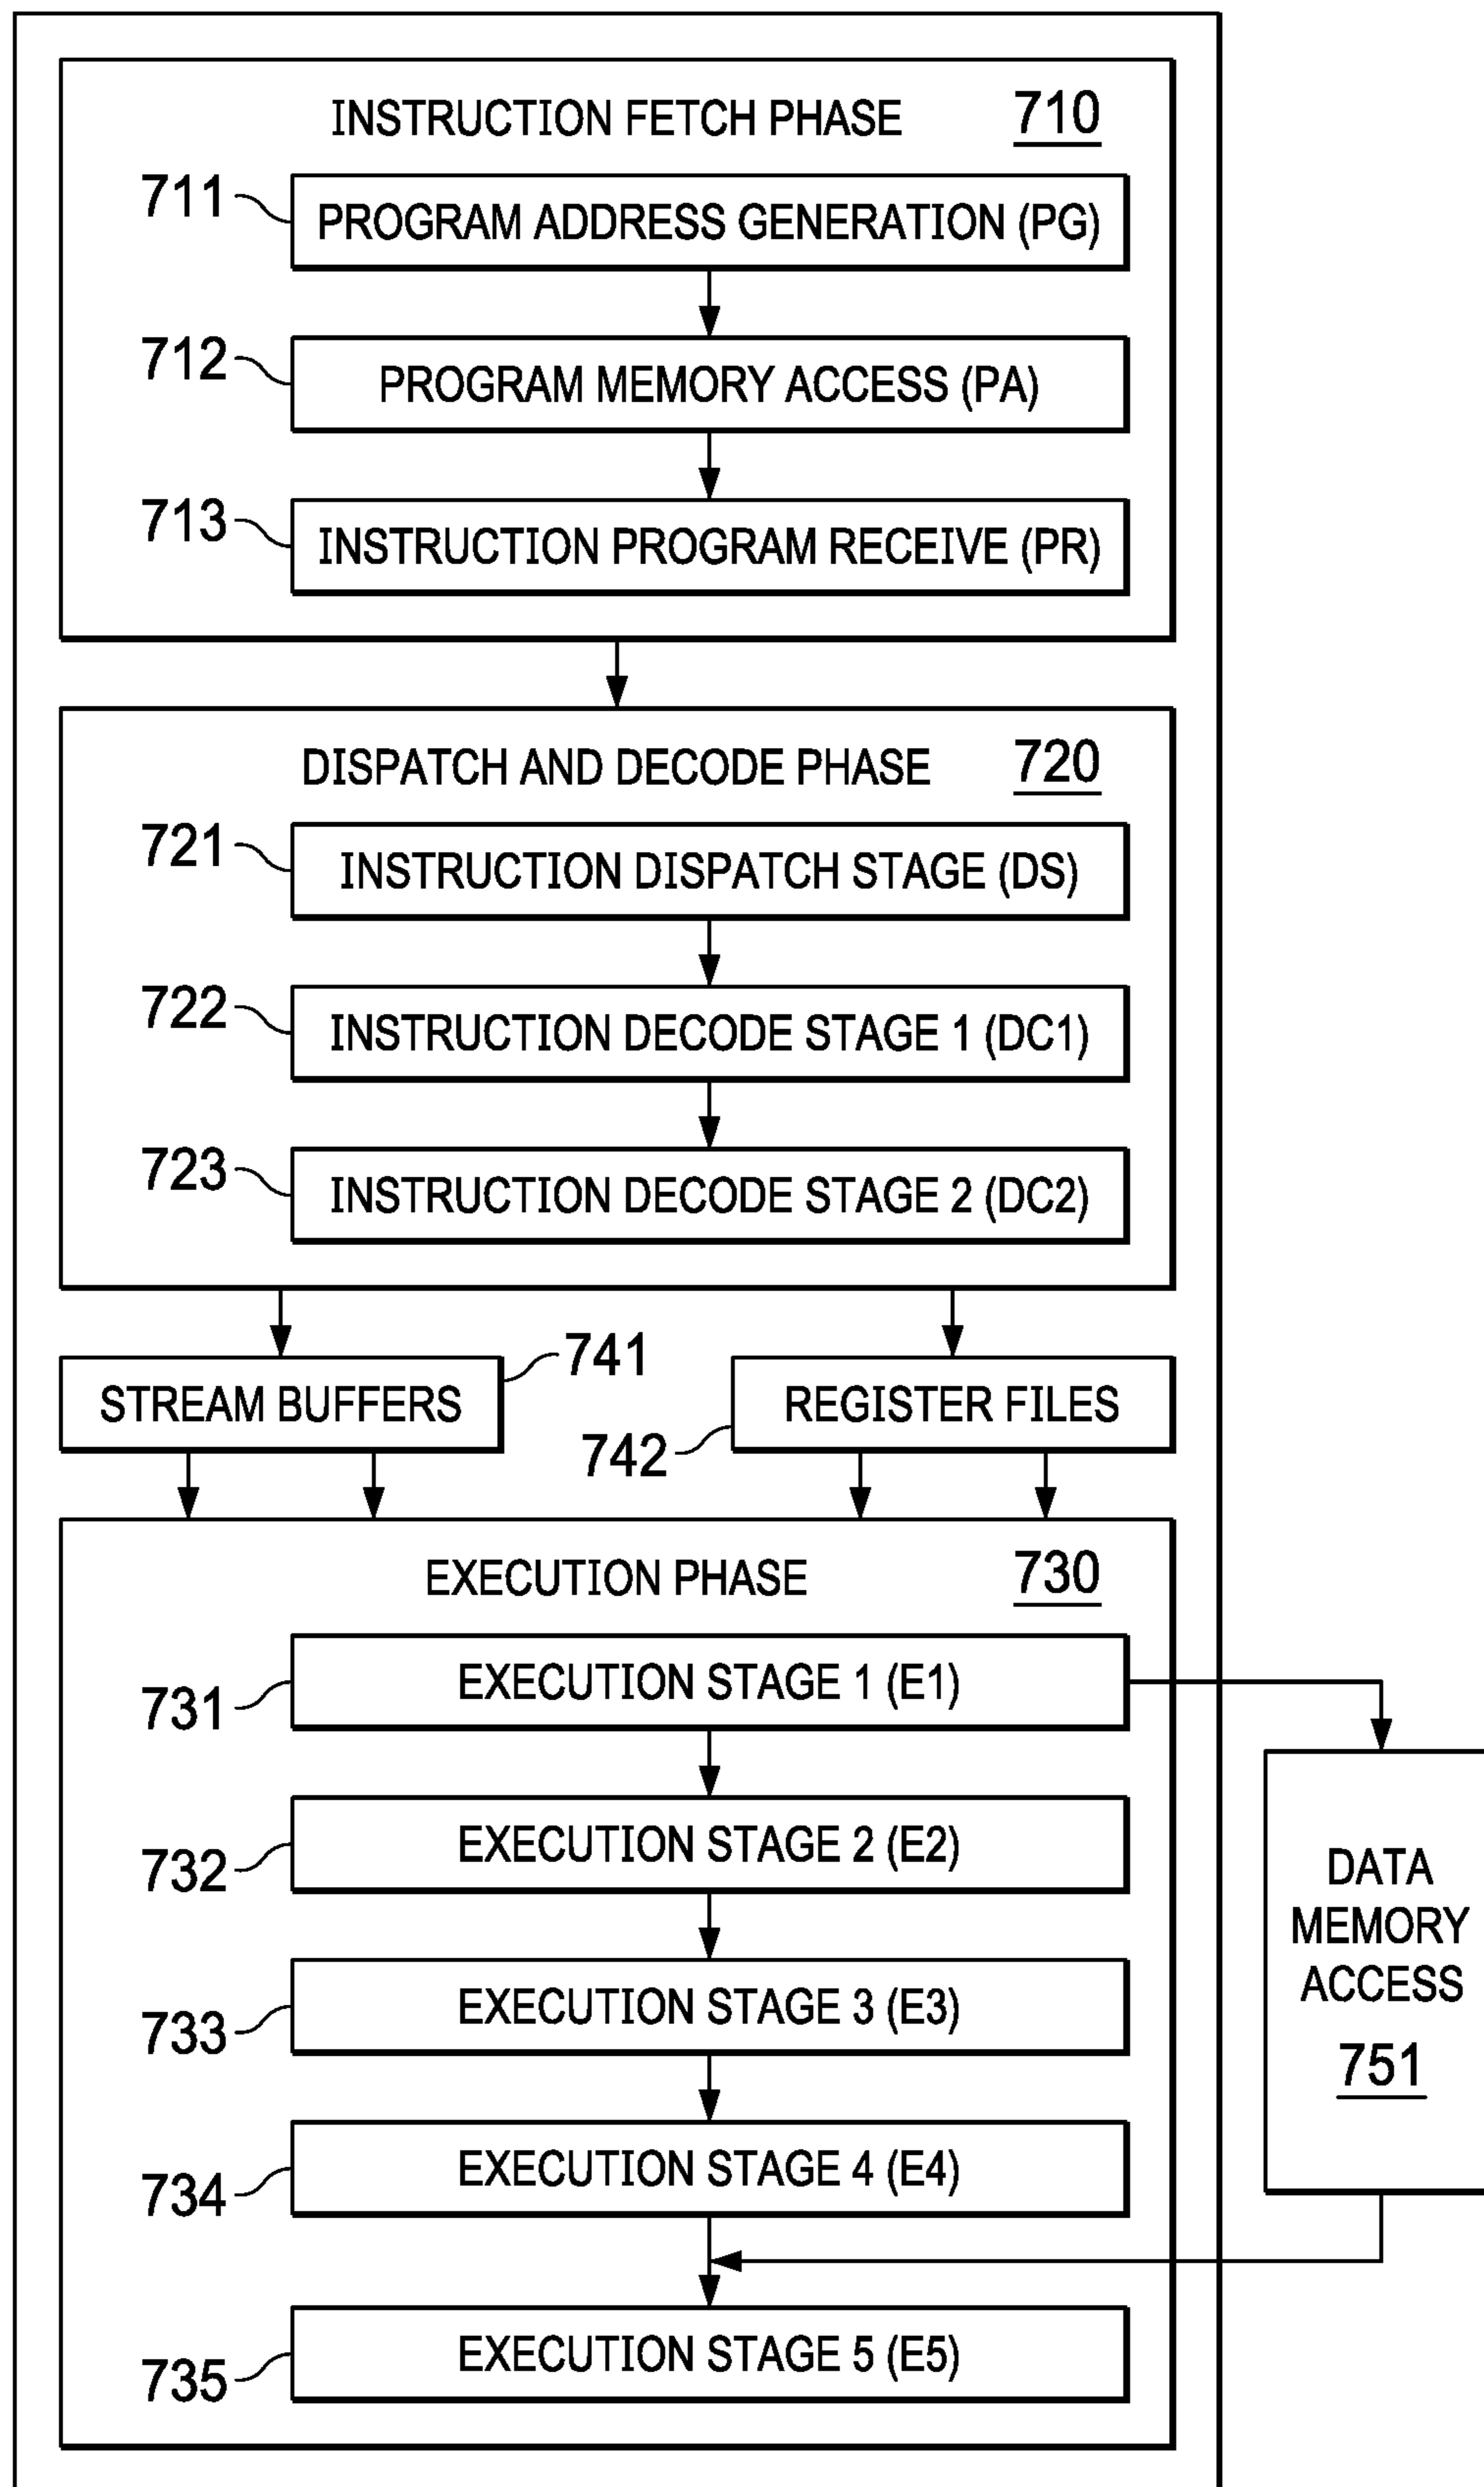 INSTRUCTION FETCH PHASE 710
711 PROGRAM ADDRESS GENERATION (PG)
712 PROGRAM MEMORY ACCESS (PA)
713 INSTRUCTION PROGRAM RECEIVE (PR)
DISPATCH AND DECODE PHASE 720
721 INSTRUCTION DISPATCH STAGE (DS)
722 INSTRUCTION DECODE STAGE 1 (DC1)
723 INSTRUCTION DECODE STAGE 2 (DC2)
STREAM BUFFERS 741
742 REGISTER FILES
EXECUTION PHASE 730
731 EXECUTION STAGE 1 (E1)
732 EXECUTION STAGE 2 (E2)
733 EXECUTION STAGE 3 (E3)
734 EXECUTION STAGE 4 (E4)
735 EXECUTION STAGE 5 (E5)
DATA
MEMORY
ACCESS
751